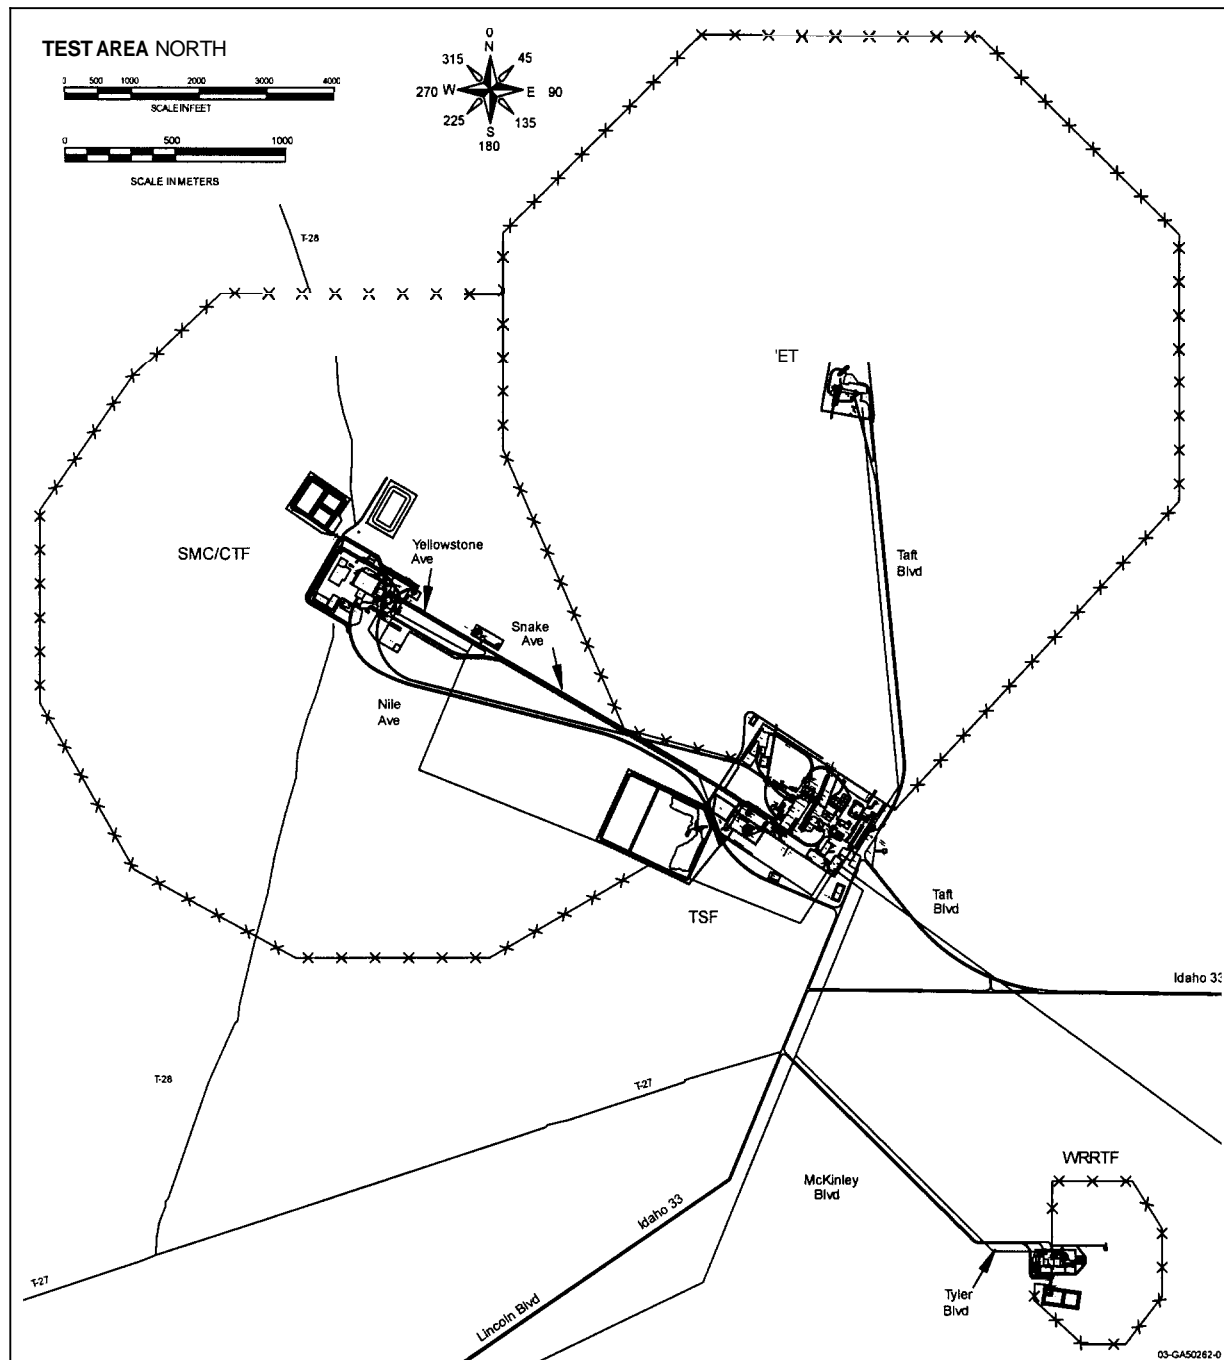 TEST AREA NORTH
0
N
315 45
270 W E 90
225 135
S
180
500 1000 2000 3000 4000
SCALE IN FEET
0 500 1000
SCALE IN METERS
T-28
'ET
SMC/CTF
Yellowstone
Ave
Snake
Ave
Taft
Blvd
Nile
Ave
TSF
Taft
Blvd
Idaho 33
T-28
T-27
WRRTF
McKinley
Blvd
Idaho 33
T-27
Tyler
Blvd
Lincoln Blvd
03-GA50262-0